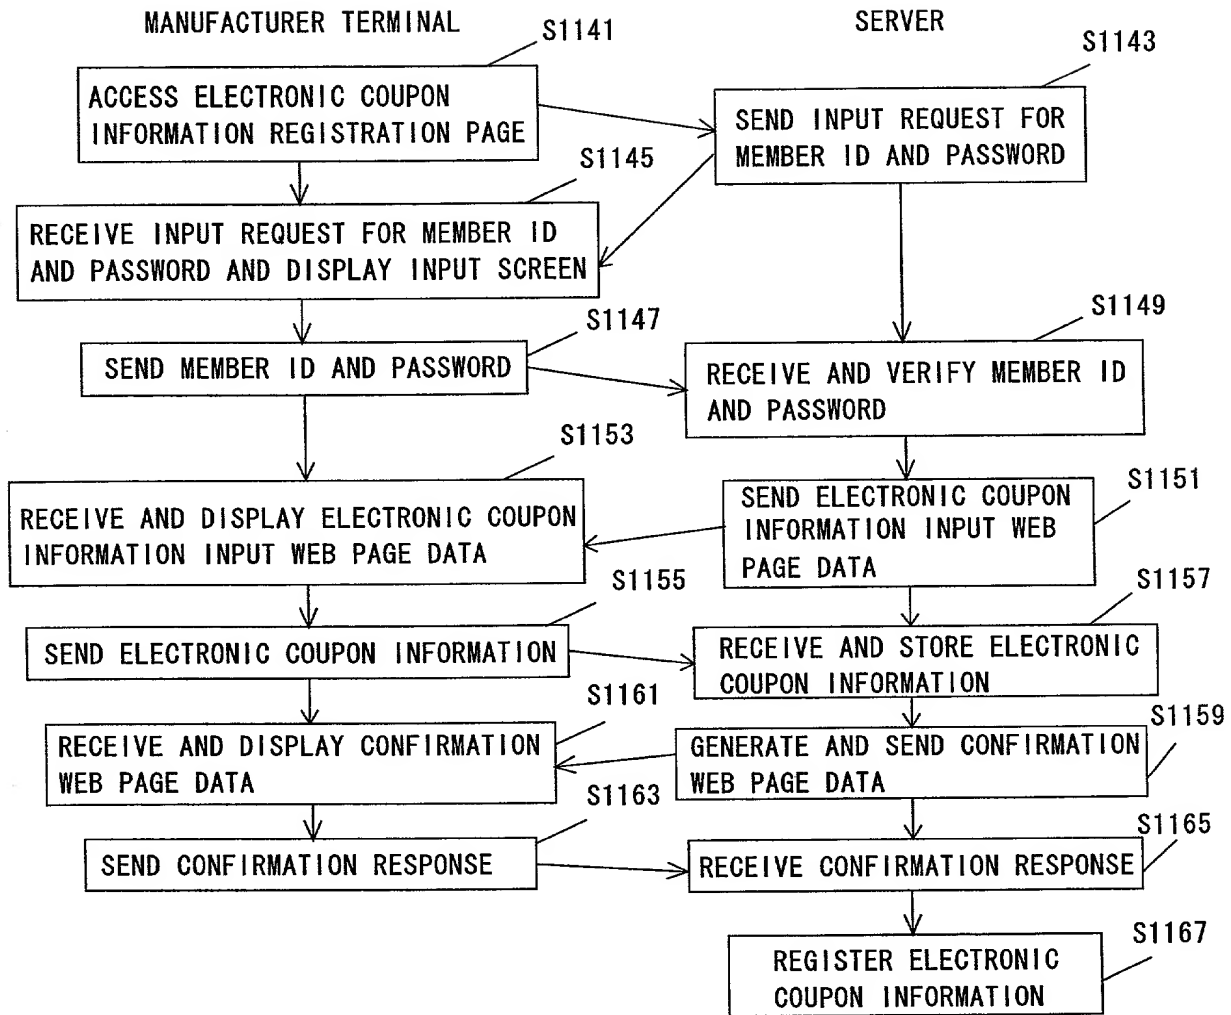 MANUFACTURER TERMINAL
SERVER
S1141
ACCESS ELECTRONIC COUPON
INFORMATION REGISTRATION PAGE
S1143
SEND INPUT REQUEST FOR
MEMBER ID AND PASSWORD
S1145
RECEIVE INPUT REQUEST FOR MEMBER ID
AND PASSWORD AND DISPLAY INPUT SCREEN
S1147
SEND MEMBER ID AND PASSWORD
S1149
RECEIVE AND VERIFY MEMBER ID
AND PASSWORD
S1151
SEND ELECTRONIC COUPON
INFORMATION INPUT WEB
PAGE DATA
S1153
RECEIVE AND DISPLAY ELECTRONIC COUPON
INFORMATION INPUT WEB PAGE DATA
S1155
SEND ELECTRONIC COUPON INFORMATION
S1157
RECEIVE AND STORE ELECTRONIC
COUPON INFORMATION
S1159
GENERATE AND SEND CONFIRMATION
WEB PAGE DATA
S1161
RECEIVE AND DISPLAY CONFIRMATION
WEB PAGE DATA
S1163
SEND CONFIRMATION RESPONSE
S1165
RECEIVE CONFIRMATION RESPONSE
S1167
REGISTER ELECTRONIC
COUPON INFORMATION